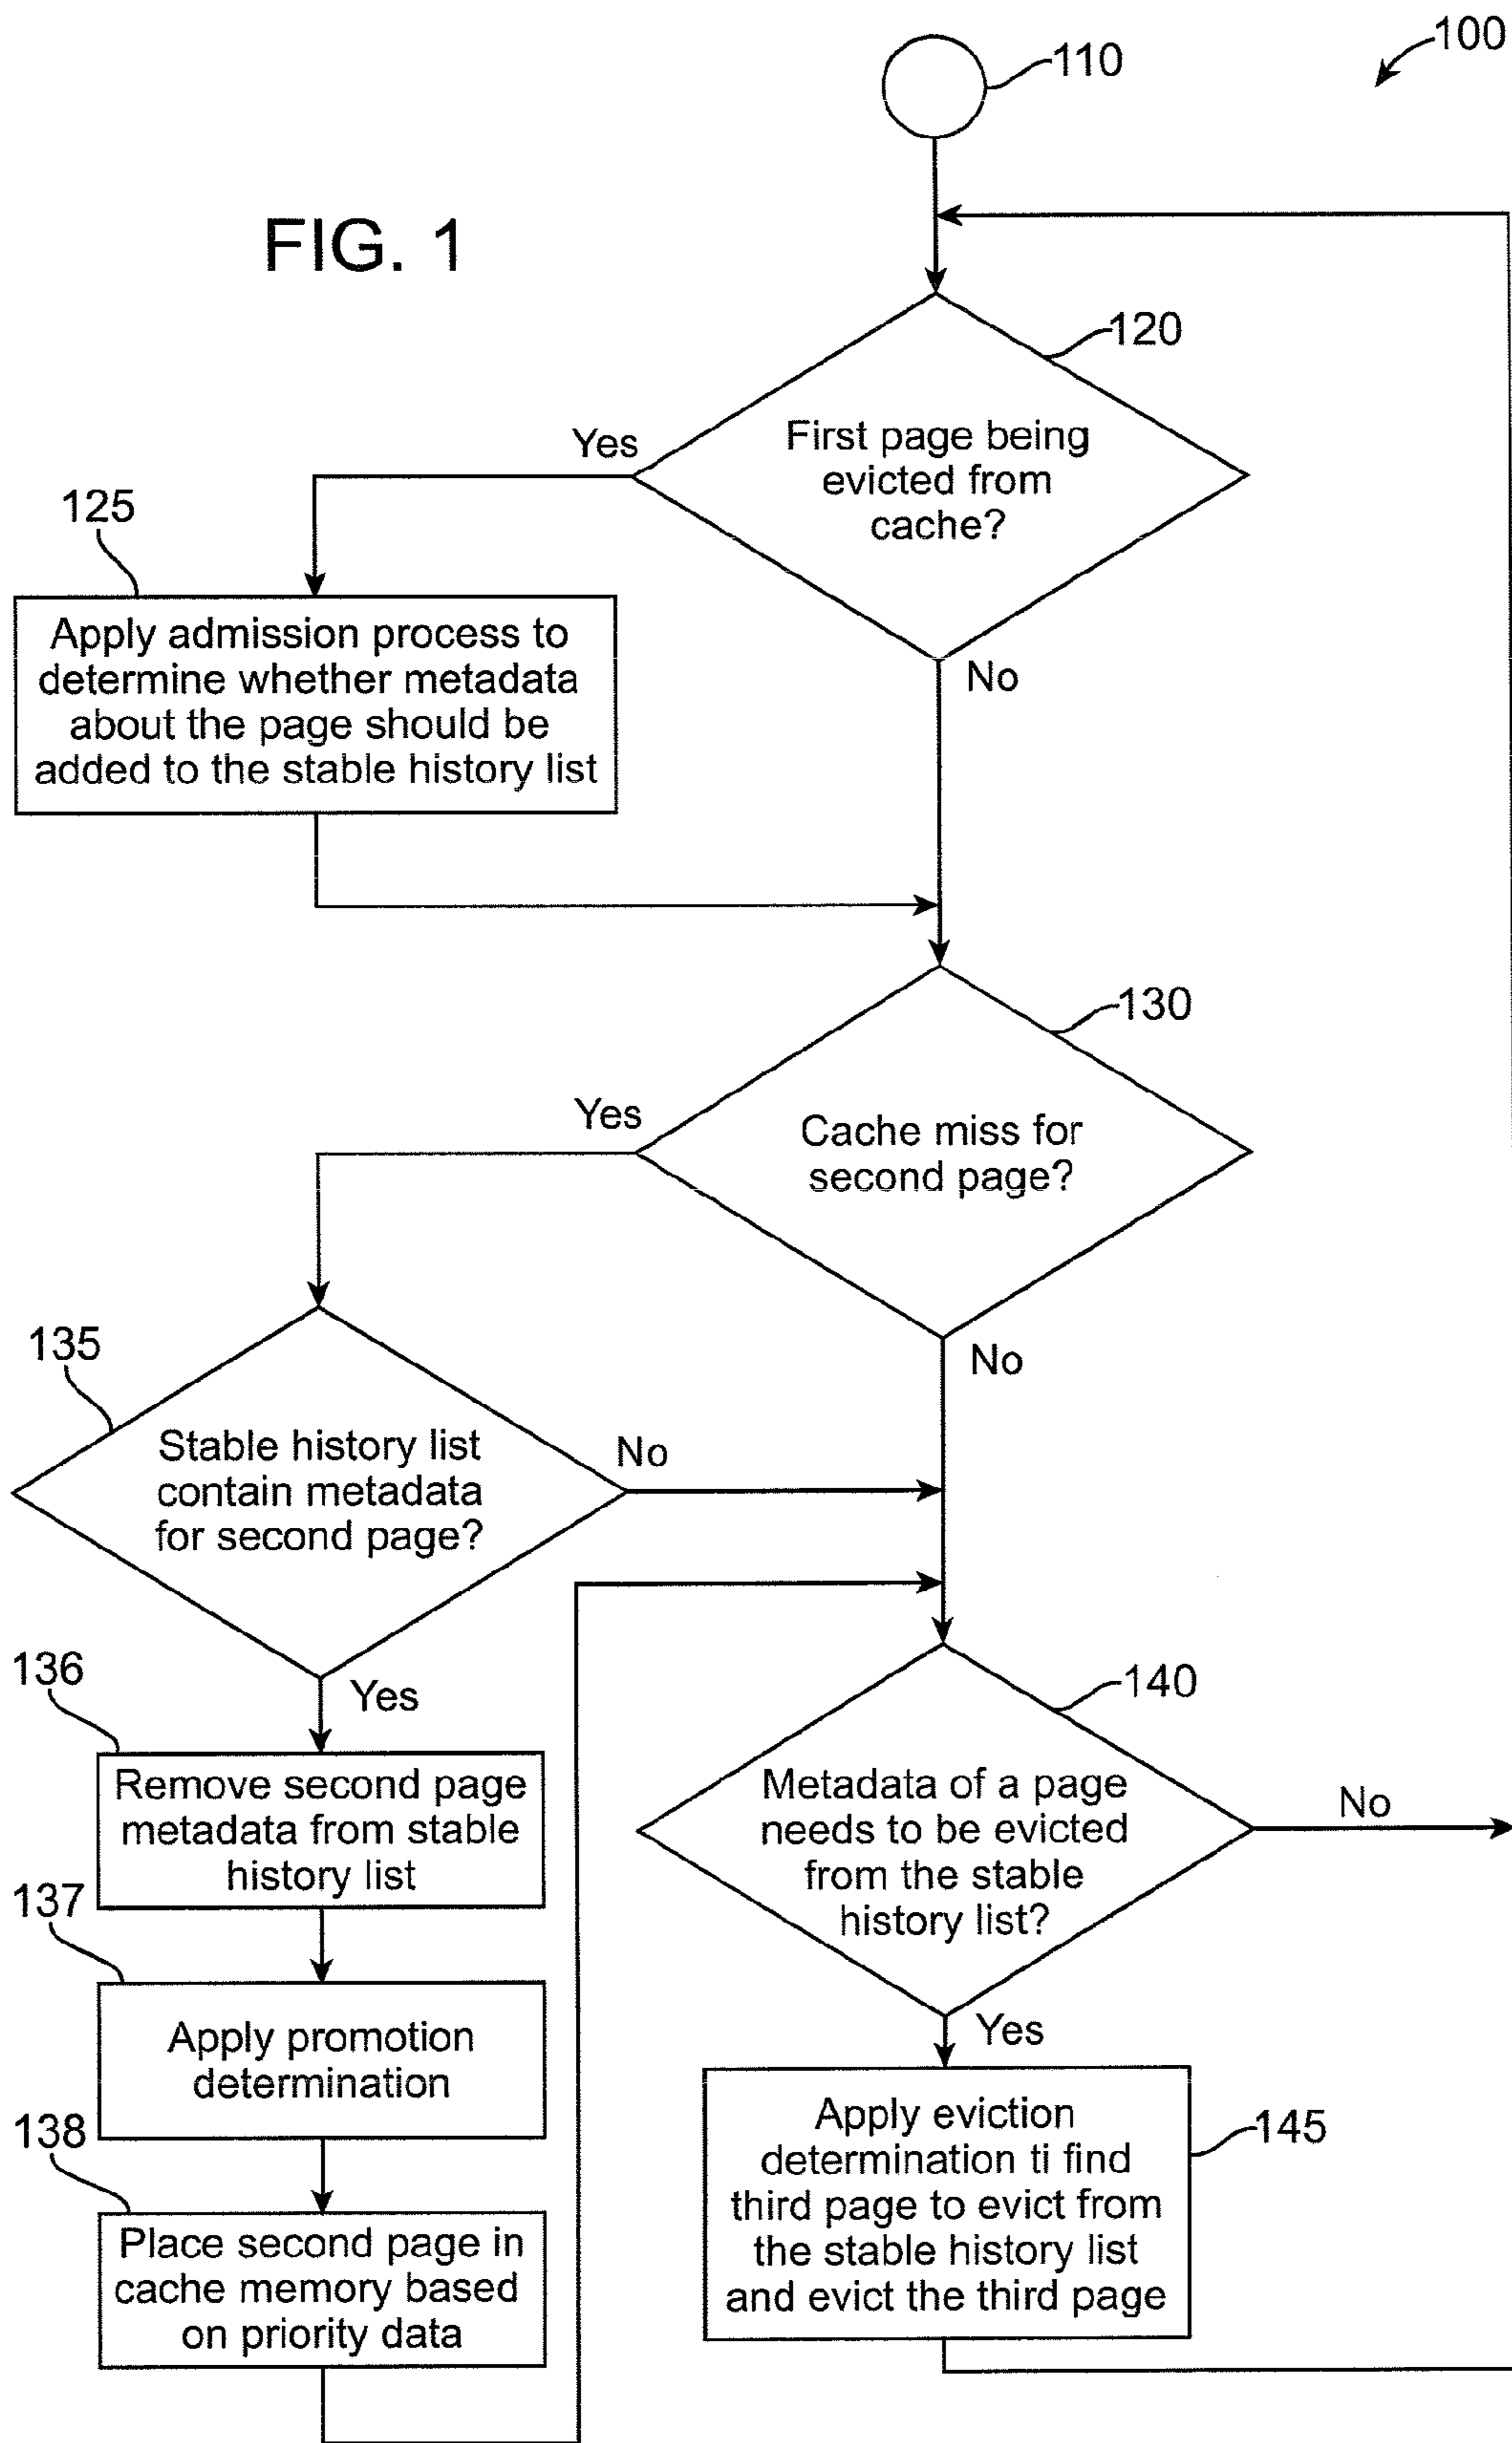 100
110
FIG. 1
120
First page being
evicted from
cache?
Yes
No
125
Apply admission process to
determine whether metadata
about the page should be
added to the stable history list
130
Cache miss for
second page?
Yes
No
135
Stable history list
contain metadata
for second page?
No
Yes
136
Remove second page
metadata from stable
history list
137
Apply promotion
determination
138
Place second page in
cache memory based
on priority data
140
Metadata of a page
needs to be evicted
from the stable
history list?
No
Yes
145
Apply eviction
determination ti find
third page to evict from
the stable history list
and evict the third page